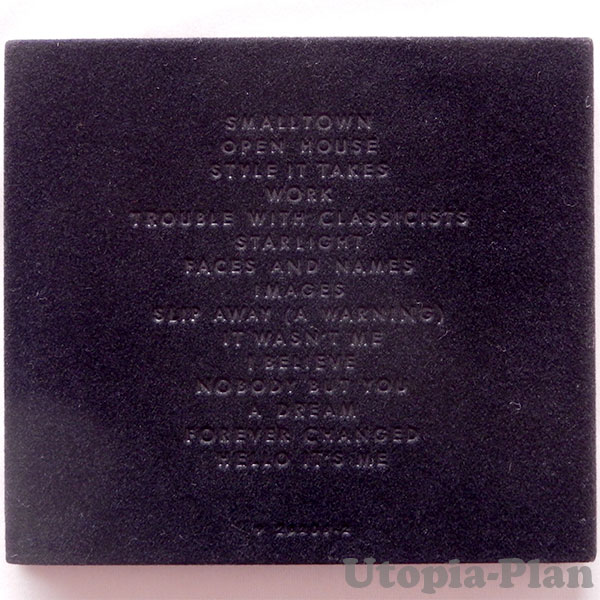 SMALLTOWN
OPEN HOUSE
STYLE IT TAKES
WORK
TROUBLE WITH CLASSICISTS
STARLIGHT
FACES AND NAMES
IMAGES
SLIP AWAY (A WARNING)
IT WASN'T ME
I BELIEVE
NOBODY BUT YOU
A DREAM
FOREVER CHANGED
HELLO IT'S ME
Utopia-Plan